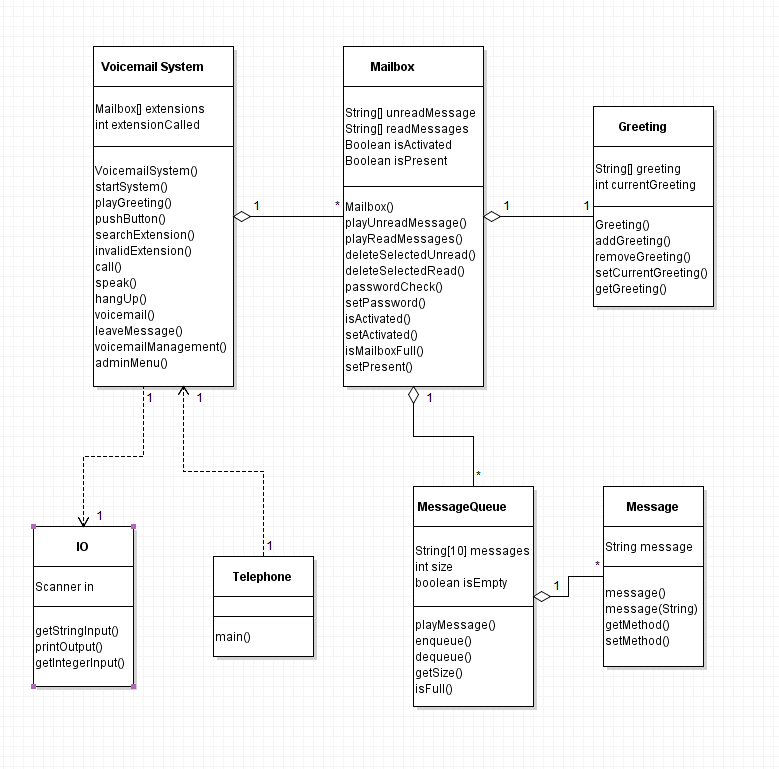 Voicemail System
Mailbox[] extensions
int extensionCalled
VoicemailSystem()
startSystem()
playGreeting()
pushButton()
searchExtension()
invalidExtension()
call()
speak()
hangUp()
voicemail()
leaveMessage()
voicemailManagement()
adminMenu()
1
*
Mailbox
String[] unreadMessage
String[] readMessages
Boolean isActivated
Boolean isPresent
Mailbox()
playUnreadMessage()
playReadMessages()
deleteSelectedUnread()
deleteSelectedRead()
passwordCheck()
setPassword()
isActivated()
setActivated()
isMailboxFull()
setPresent()
1
1
Greeting
String[] greeting
int currentGreeting
Greeting()
addGreeting()
removeGreeting()
setCurrentGreeting()
getGreeting()
1
1
1
*
1
IO
Scanner in
getStringInput()
printOutput()
getIntegerInput()
1
Telephone
main()
MessageQueue
String[10] messages
int size
boolean isEmpty
playMessage()
enqueue()
dequeue()
getSize()
isFull()
1
*
Message
String message
message()
message(String)
getMethod()
setMethod()